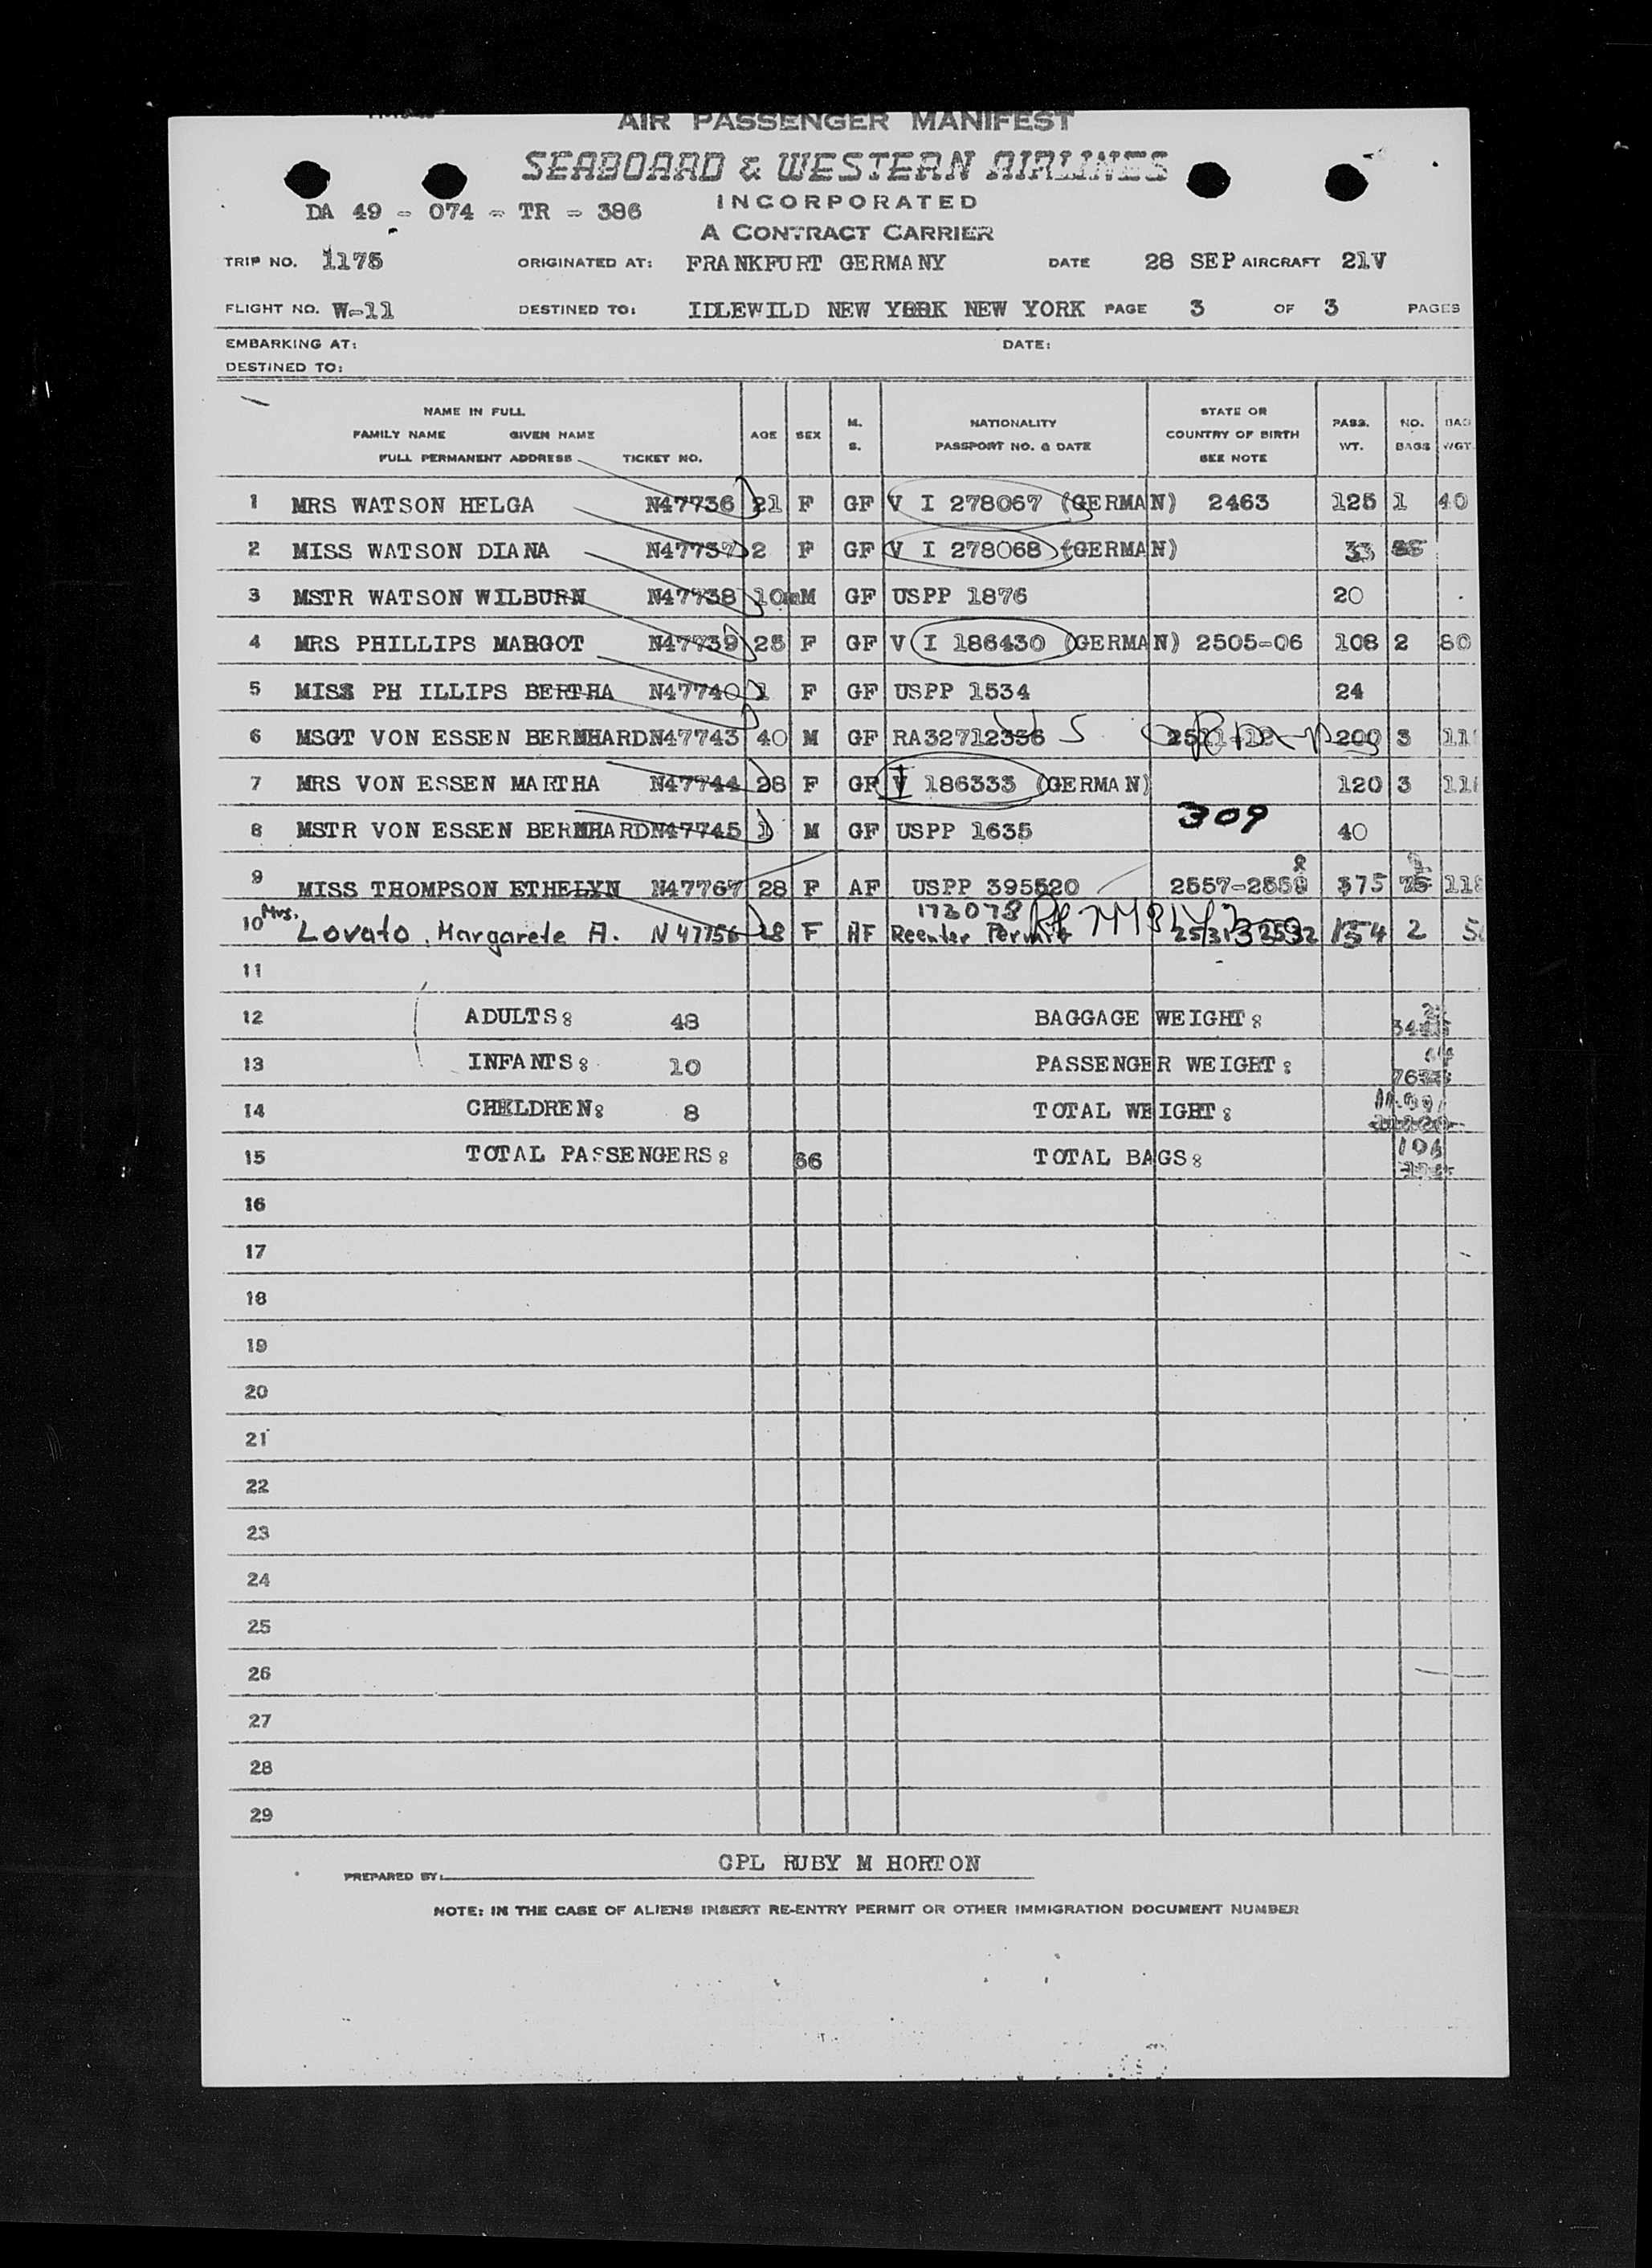 AIR PASSENGER MANIFEST
SEABOARD & WESTERN AIRLINES
INCORPORATED
DA 49 - 074 - TR - 386
A CONTRACT CARRIER
TRIP NO. 1175 ORIGINATED AT: FRANKFURT GERMANY DATE 28 SEP AIRCRAFT 21V
FLIGHT NO. W-11 DESTINED TO: IDLEWILD NEW YORK NEW YORK PAGE 3 OF 3 PAGES
EMBARKING AT: DATE:
DESTINED TO:
NAME IN FULL
FAMILY NAME GIVEN NAME
FULL PERMANENT ADDRESS TICKET NO. AGE SEX M. S. NATIONALITY PASSPORT NO. & DATE STATE OR COUNTRY OF BIRTH SEE NOTE PASS. WT. NO. BAGS BAG WGT.
1 MRS WATSON HELGA N47736 21 F GF V I 278067 (GERMAN) 2463 125 1 40
2 MISS WATSON DIANA N47737 2 F GF V I 278068 (GERMAN) 33
3 MSTR WATSON WILBURN N47738 10m M GF USPP 1876 20
4 MRS PHILLIPS MARGOT N47739 25 F GF V I 186430 (GERMAN) 2505-06 108 2 80
5 MISS PH ILLIPS BERTHA N47740 1 F GF USPP 1534 24
6 MSGT VON ESSEN BERNHARD N47743 40 M GF RA32712336 US 200 3
7 MRS VON ESSEN MARTHA N47744 28 F GF V I 186333 (GERMAN) 120 3
8 MSTR VON ESSEN BERNHARD N47745 1 M GF USPP 1635 309 40
9 MISS THOMPSON ETHELYN N47767 28 F AF USPP 395520 2557-2558 118
10 Mrs. Lovato, Margarete A. N47756 28 F AF 173078 Reenter Permit 154 2
11
12 ADULTS: 48 BAGGAGE WEIGHT:
13 INFANTS: 10 PASSENGER WEIGHT:
14 CHILDREN: 8 TOTAL WEIGHT:
15 TOTAL PASSENGERS: 66 TOTAL BAGS:
16
17
18
19
20
21
22
23
24
25
26
27
28
29
PREPARED BY: CPL RUBY M HORTON
NOTE: IN THE CASE OF ALIENS INSERT RE-ENTRY PERMIT OR OTHER IMMIGRATION DOCUMENT NUMBER